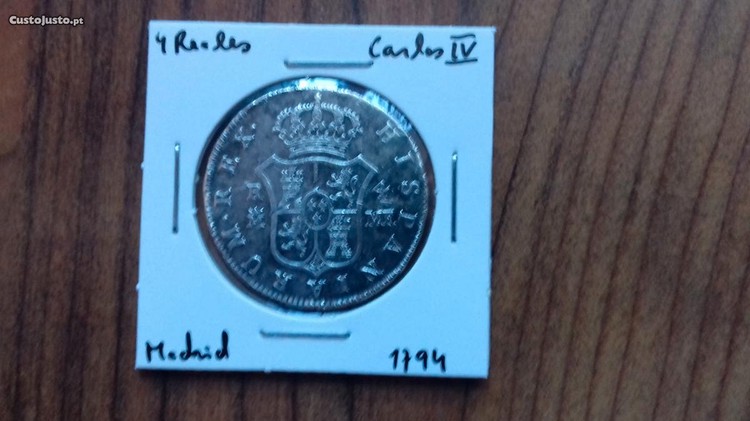 CustoJusto.pt
4 Reales Carlos IV
HISPANIARUM·REX·
M
Madrid 1794